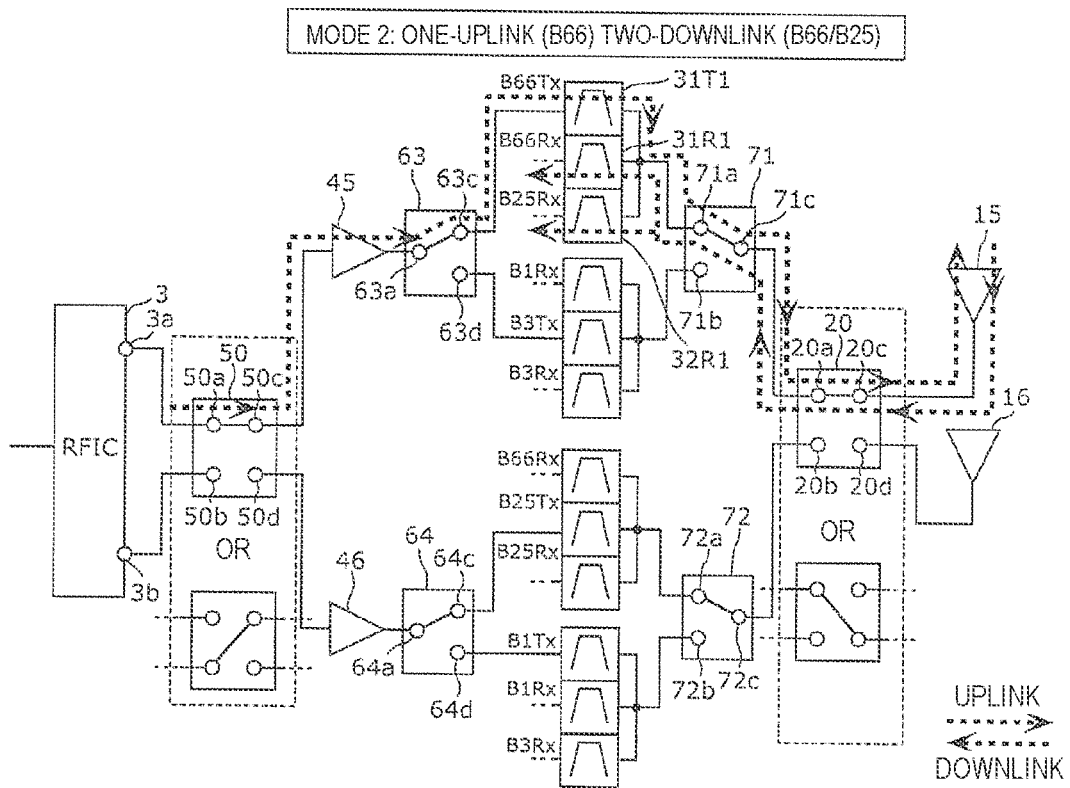 MODE 2: ONE-UPLINK (B66) TWO-DOWNLINK (B66/B25)
B66Tx
31T1
B66Rx
31R1
63
63c
71a
71
45
B25Rx
71c
15
63a
B1Rx
3
3a
63d
B3Tx
71b
20
50
32R1
20a
20c
50a
50c
B3Rx
16
RFIC
B66Rx
50b
50d
B25Tx
20b
20d
OR
64
72
OR
46
64c
B25Rx
72a
3b
64a
B1Tx
64d
B1Rx
72b
72c
UPLINK
B3Rx
DOWNLINK